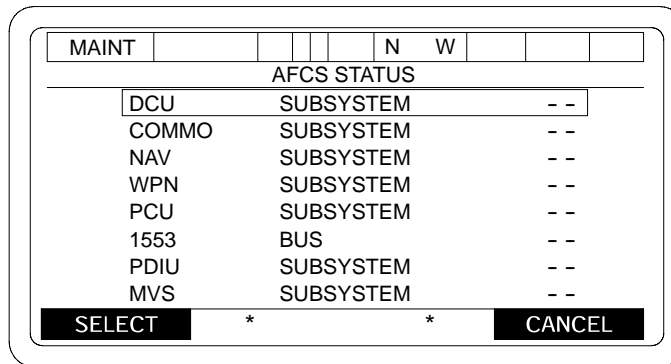 MAINT N W
AFCS STATUS
DCU SUBSYSTEM - -
COMMO SUBSYSTEM - -
NAV SUBSYSTEM - -
WPN SUBSYSTEM - -
PCU SUBSYSTEM - -
1553 BUS - -
PDIU SUBSYSTEM - -
MVS SUBSYSTEM - -
SELECT * * CANCEL